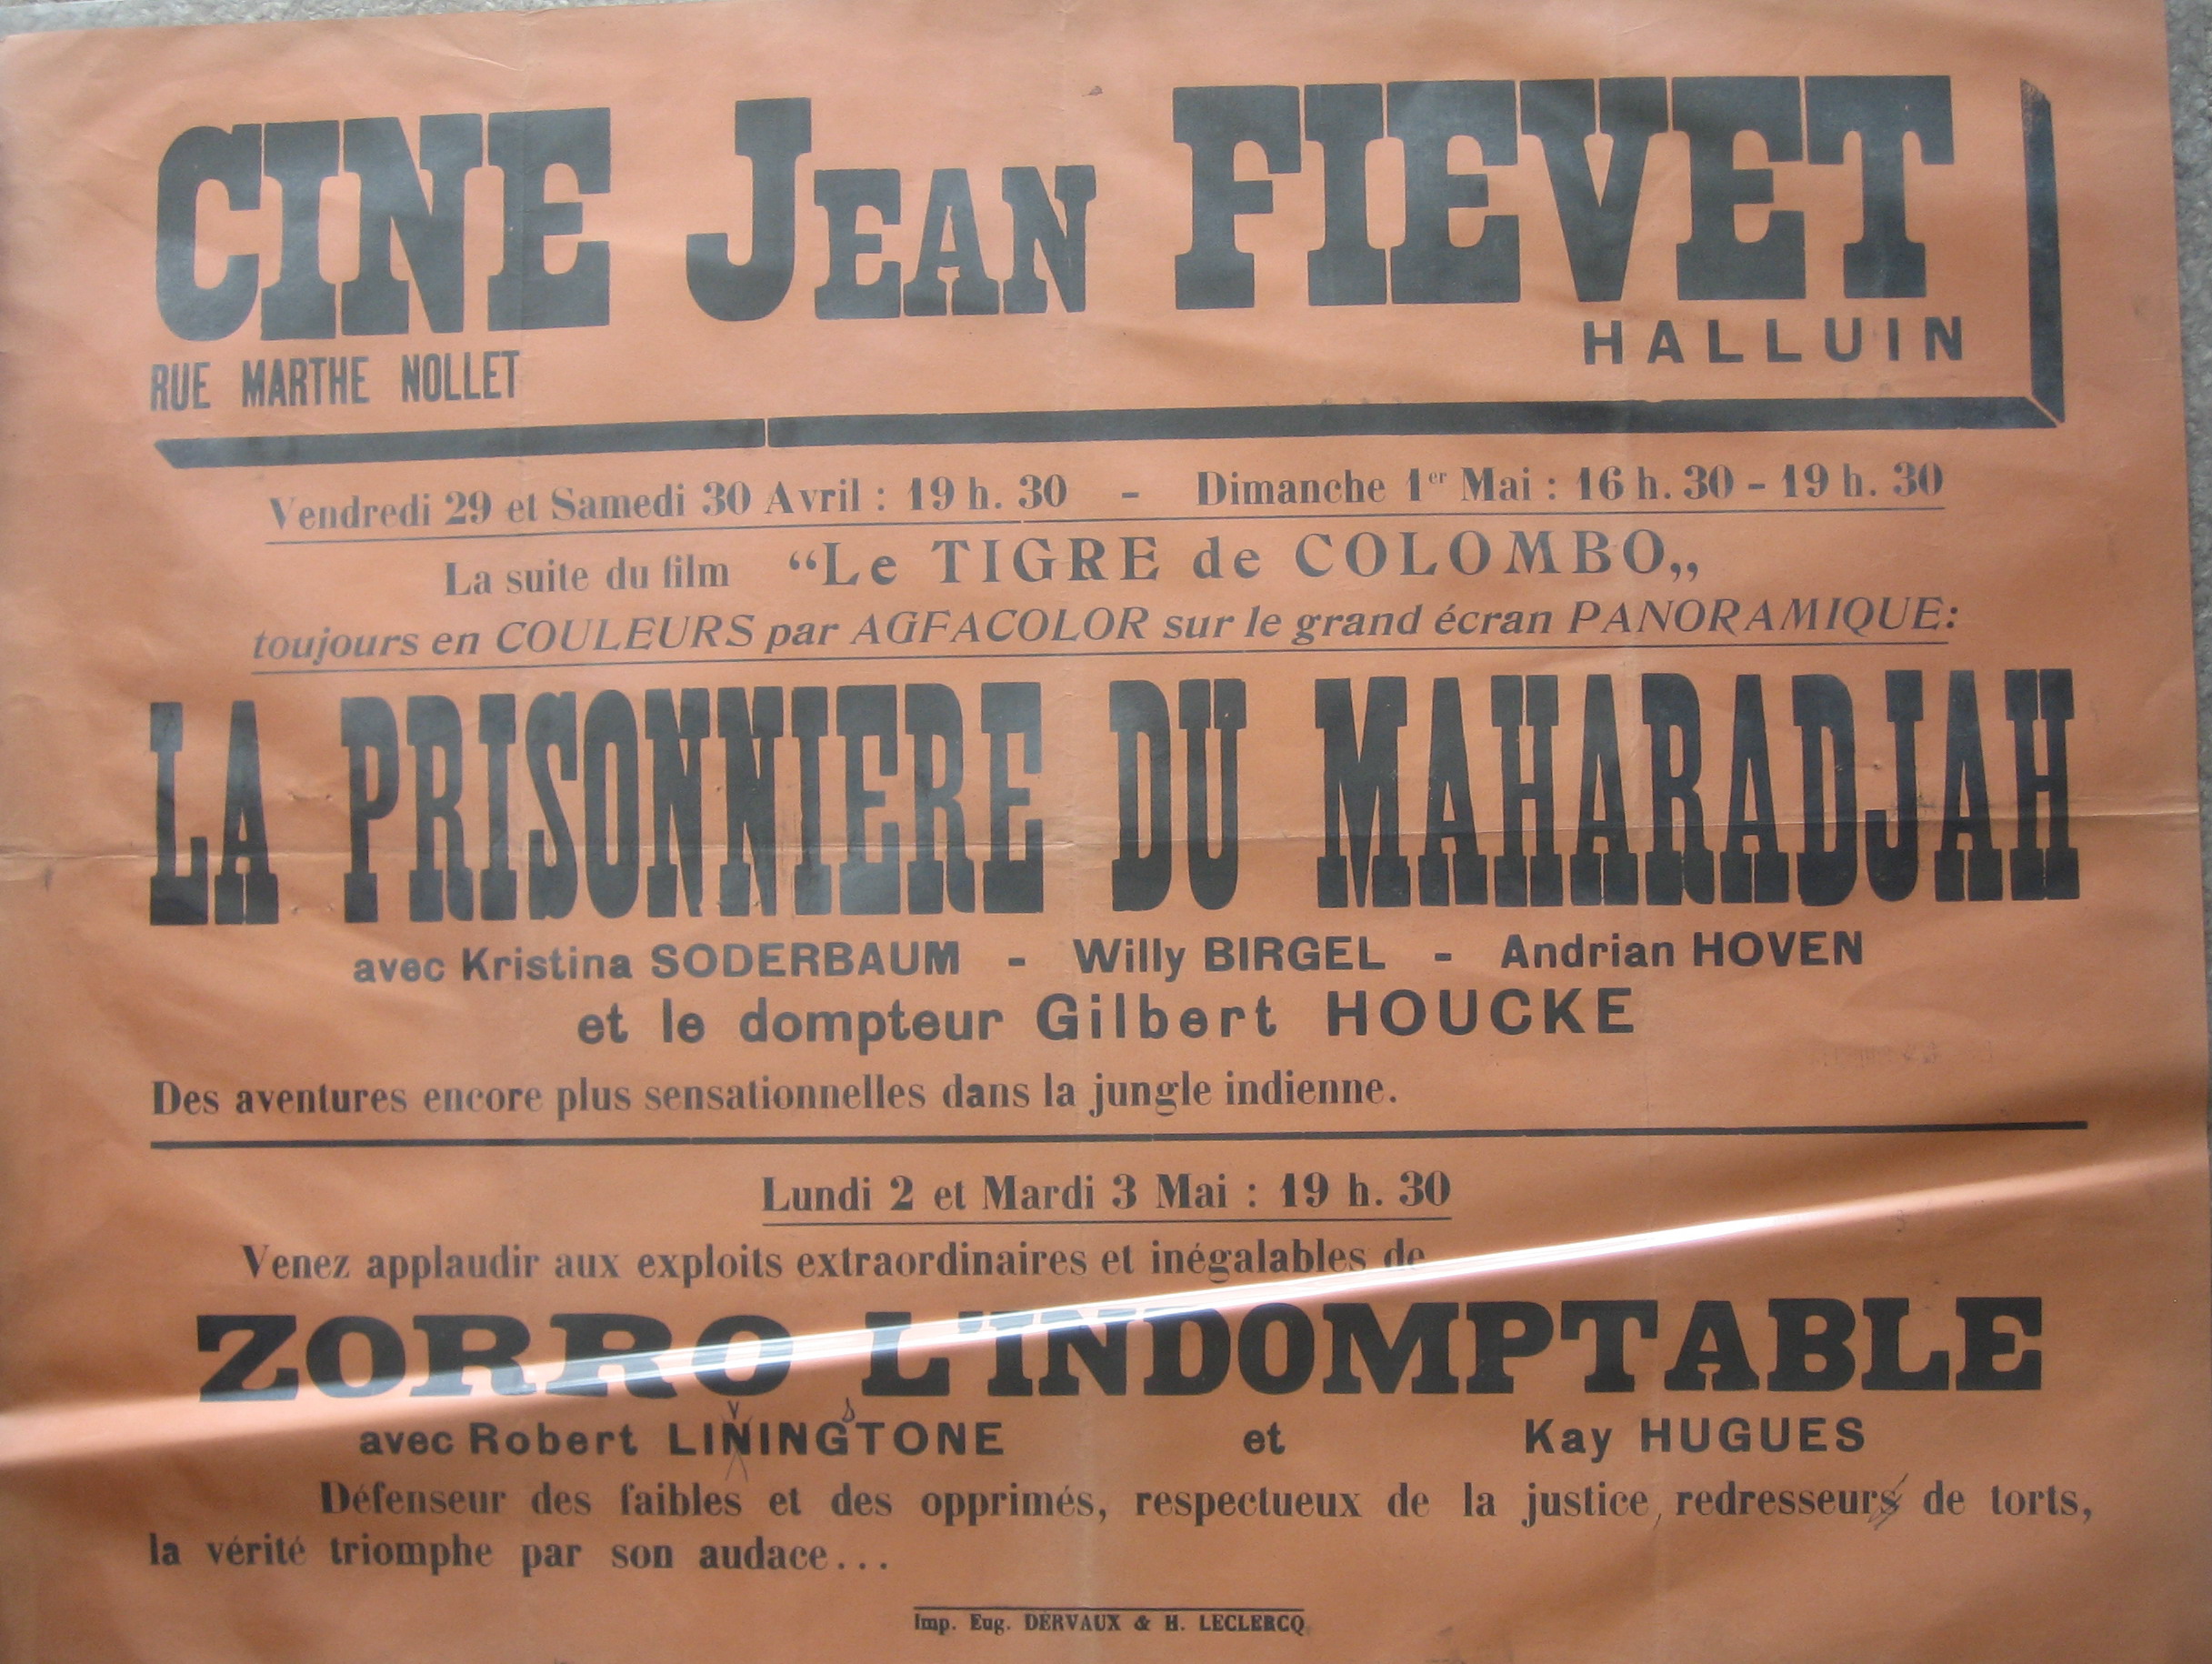 CINE JEAN FIEVET
HALLUIN
RUE MARTHE NOLLET
Vendredi 29 et Samedi 30 Avril : 19 h. 30 - Dimanche 1er Mai : 16 h. 30 - 19 h. 30
La suite du film “Le TIGRE de COLOMBO„
toujours en COULEURS par AGFACOLOR sur le grand écran PANORAMIQUE:
LA PRISONNIERE DU MAHARADJAH
avec Kristina SODERBAUM - Willy BIRGEL - Andrian HOVEN
et le dompteur Gilbert HOUCKE
Des aventures encore plus sensationnelles dans la jungle indienne.
Lundi 2 et Mardi 3 Mai : 19 h. 30
Venez applaudir aux exploits extraordinaires et inégalables de
ZORRO L'INDOMPTABLE
avec Robert LININGTONE et Kay HUGUES
Défenseur des faibles et des opprimés, respectueux de la justice, redresseurs de torts,
la vérité triomphe par son audace...
Imp. Eug. DERVAUX & H. LECLERCQ